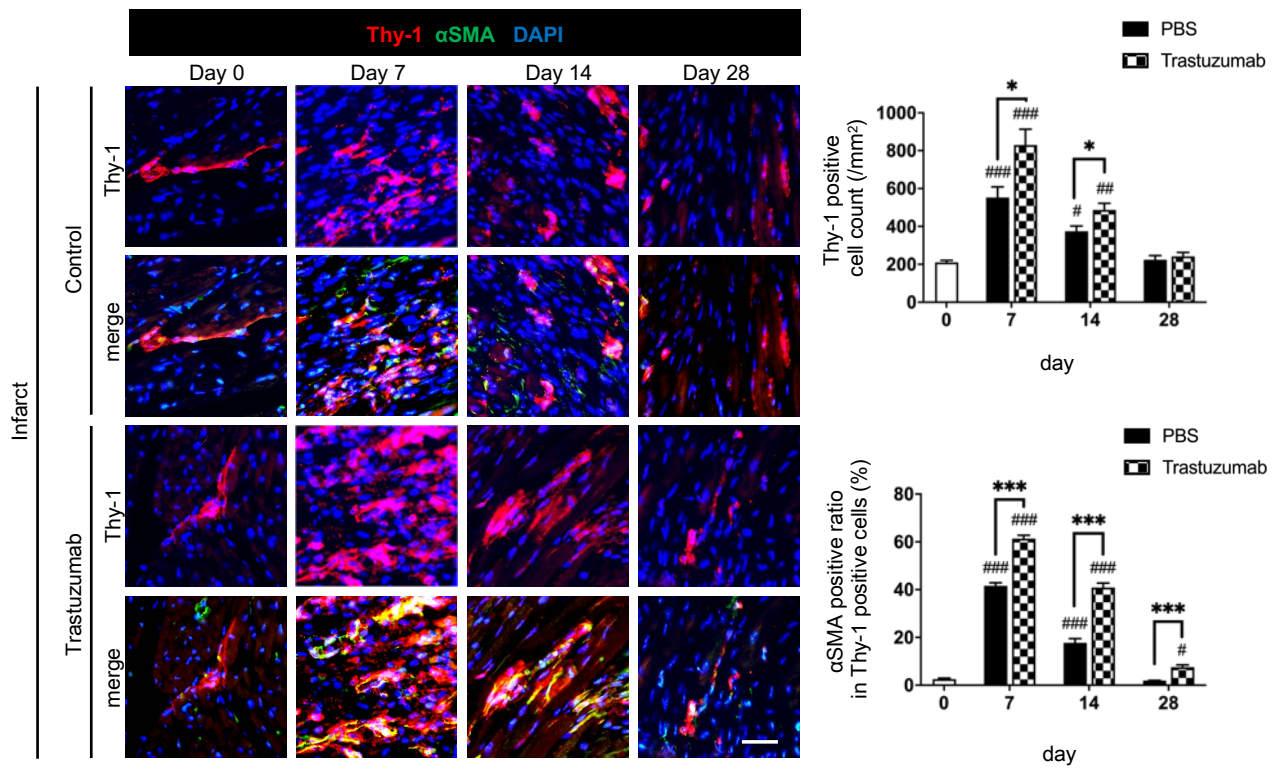 Thy-1 αSMA DAPI
Day 0 Day 7 Day 14 Day 28
Infarct
Control
Thy-1
merge
Trastuzumab
Thy-1
merge
PBS
Trastuzumab
Thy-1 positive
cell count (/mm²)
1000
800
600
400
200
0
*
###
###
*
#
##
0 7 14 28
day
PBS
Trastuzumab
αSMA positive ratio
in Thy-1 positive cells (%)
80
60
40
20
0
***
###
###
***
###
###
***
#
0 7 14 28
day